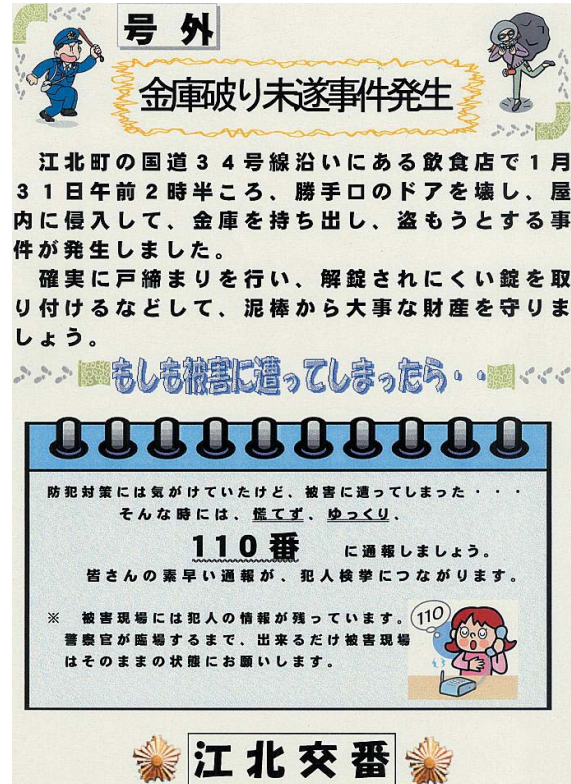 号外
金庫破り未遂事件発生
江北町の国道34号線沿いにある飲食店で1月
31日午前2時半ころ、勝手口のドアを壊し、屋
内に侵入して、金庫を持ち出し、盗もうとする事
件が発生しました。
確実に戸締まりを行い、解錠されにくい錠を取
り付けるなどして、泥棒から大事な財産を守りま
しょう。
もしも被害に遭ってしまったら・・
防犯対策には気がけていたけど、被害に遭ってしまった・・・
そんな時には、慌てず、ゆっくり、
110番 に通報しましょう。
皆さんの素早い通報が、犯人検挙につながります。
※ 被害現場には犯人の情報が残っています。
警察官が臨場するまで、出来るだけ被害現場
はそのままの状態にお願いします。
110
江北交番